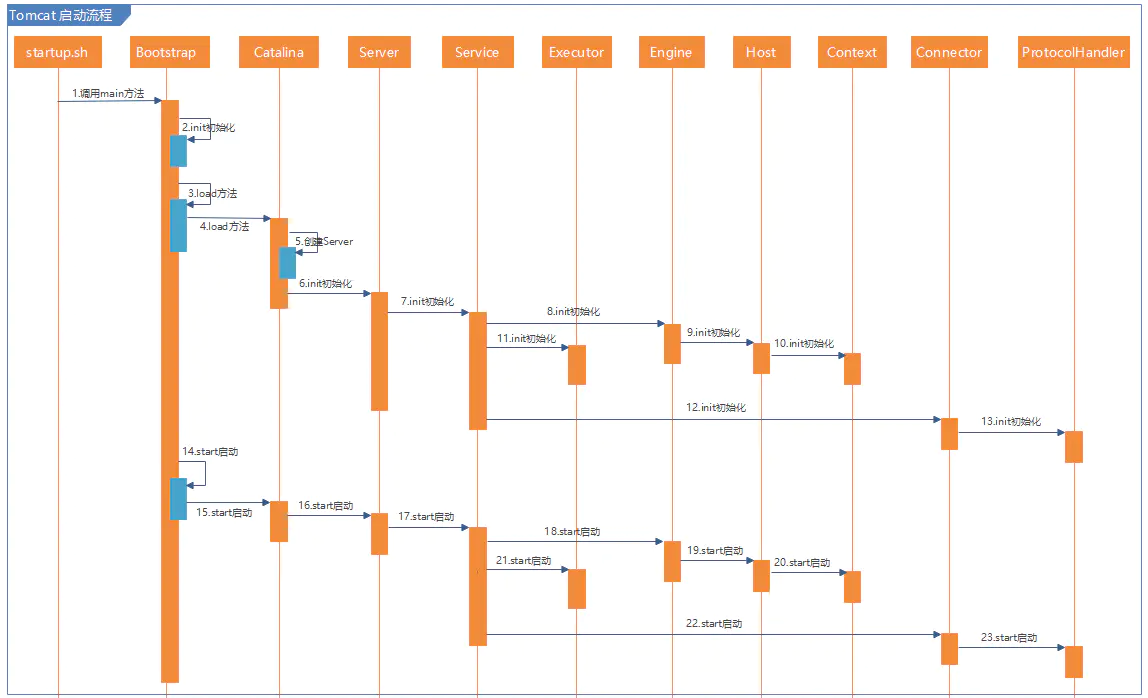 Tomcat 启动流程
startup.sh
Bootstrap
Catalina
Server
Service
Executor
Engine
Host
Context
Connector
ProtocolHandler
1.调用main方法
2.init初始化
3.load方法
4.load方法
5.创建Server
6.init初始化
7.init初始化
8.init初始化
9.init初始化
10.init初始化
11.init初始化
12.init初始化
13.init初始化
14.start启动
15.start启动
16.start启动
17.start启动
18.start启动
19.start启动
20.start启动
21.start启动
22.start启动
23.start启动